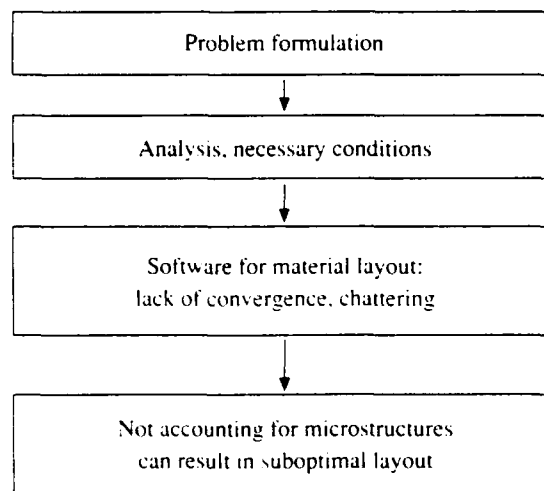 Problem formulation
Analysis, necessary conditions
Software for material layout:
lack of convergence, chattering
Not accounting for microstructures
can result in suboptimal layout